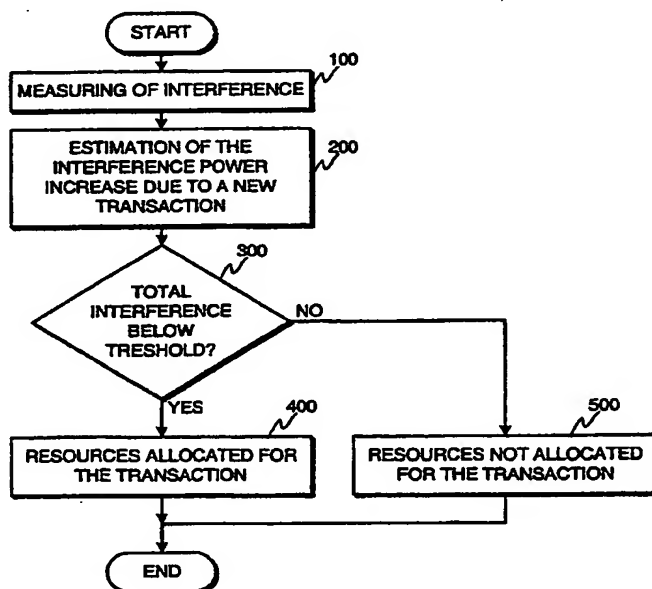 START
100
MEASURING OF INTERFERENCE
200
ESTIMATION OF THE
INTERFERENCE POWER
INCREASE DUE TO A NEW
TRANSACTION
300
TOTAL
INTERFERENCE
BELOW
TRESHOLD?
NO
YES
400
RESOURCES ALLOCATED FOR
THE TRANSACTION
500
RESOURCES NOT ALLOCATED
FOR THE TRANSACTION
END